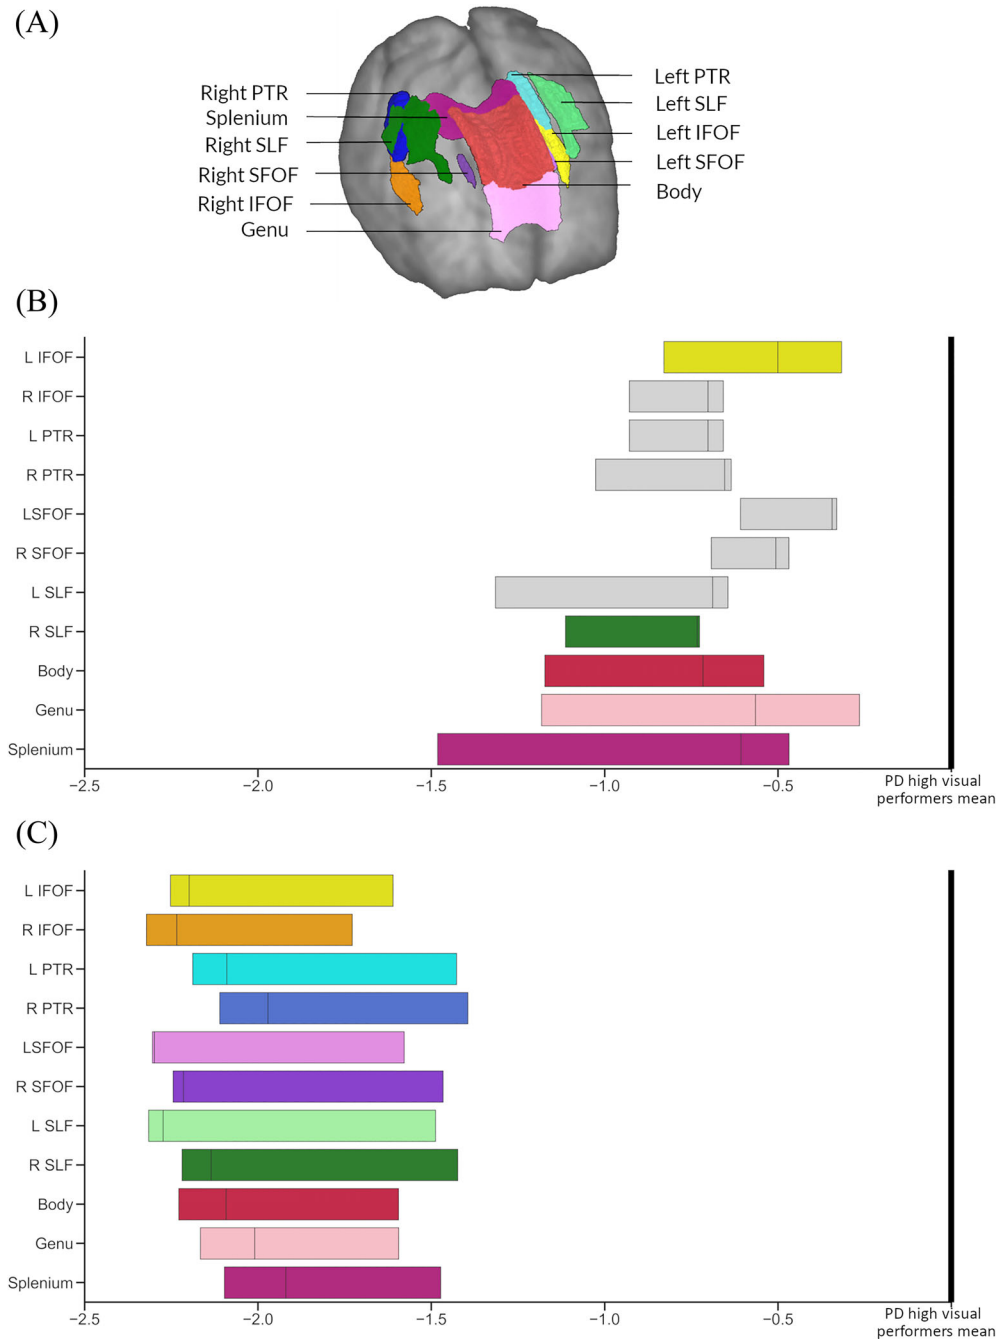 (A)
Right PTR
Splenium
Right SLF
Right SFOF
Right IFOF
Genu
Left PTR
Left SLF
Left IFOF
Left SFOF
Body
(B)
L IFOF
R IFOF
L PTR
R PTR
LSFOF
R SFOF
L SLF
R SLF
Body
Genu
Splenium
−2.5 −2.0 −1.5 −1.0 −0.5 PD high visual
performers mean
(C)
L IFOF
R IFOF
L PTR
R PTR
LSFOF
R SFOF
L SLF
R SLF
Body
Genu
Splenium
−2.5 −2.0 −1.5 −1.0 −0.5 PD high visual
performers mean